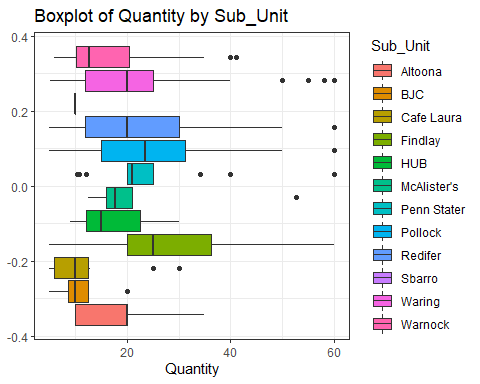 Boxplot of Quantity by Sub_Unit
0.4
0.2
0.0
-0.2
-0.4
20
40
60
Quantity
Sub_Unit
Altoona
BJC
Cafe Laura
Findlay
HUB
McAlister's
Penn Stater
Pollock
Redifer
Sbarro
Waring
Warnock